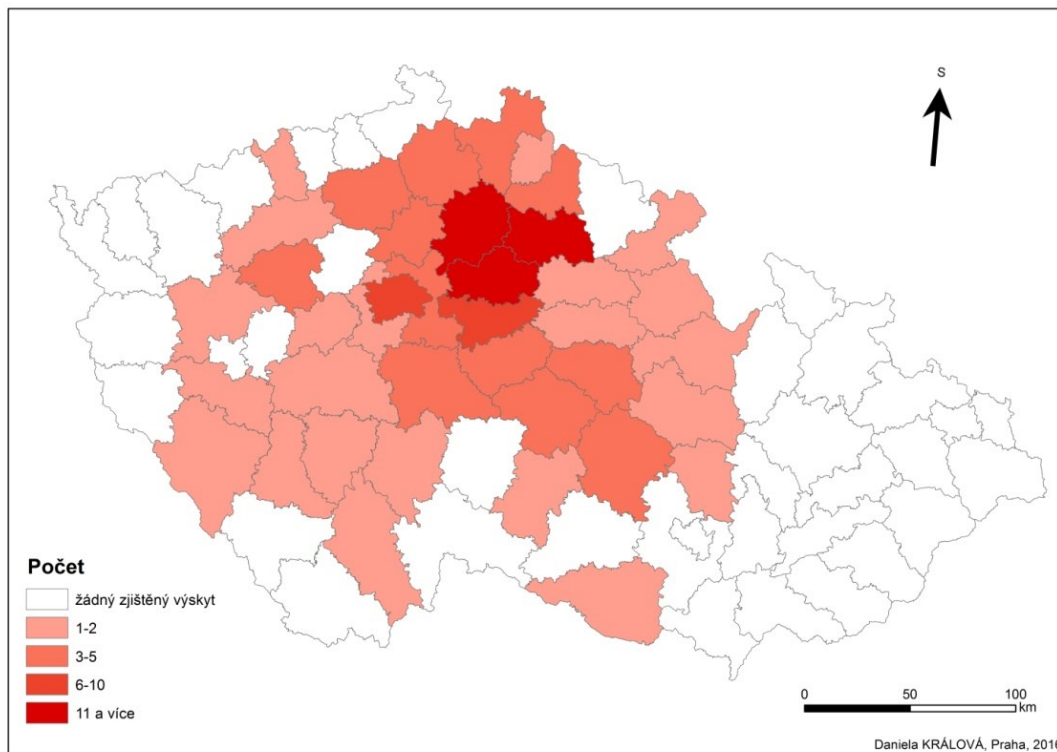 S
Počet
žádný zjištěný výskyt
1-2
3-5
6-10
11 a více
0 50 100
km
Daniela KRÁLOVÁ, Praha, 2016